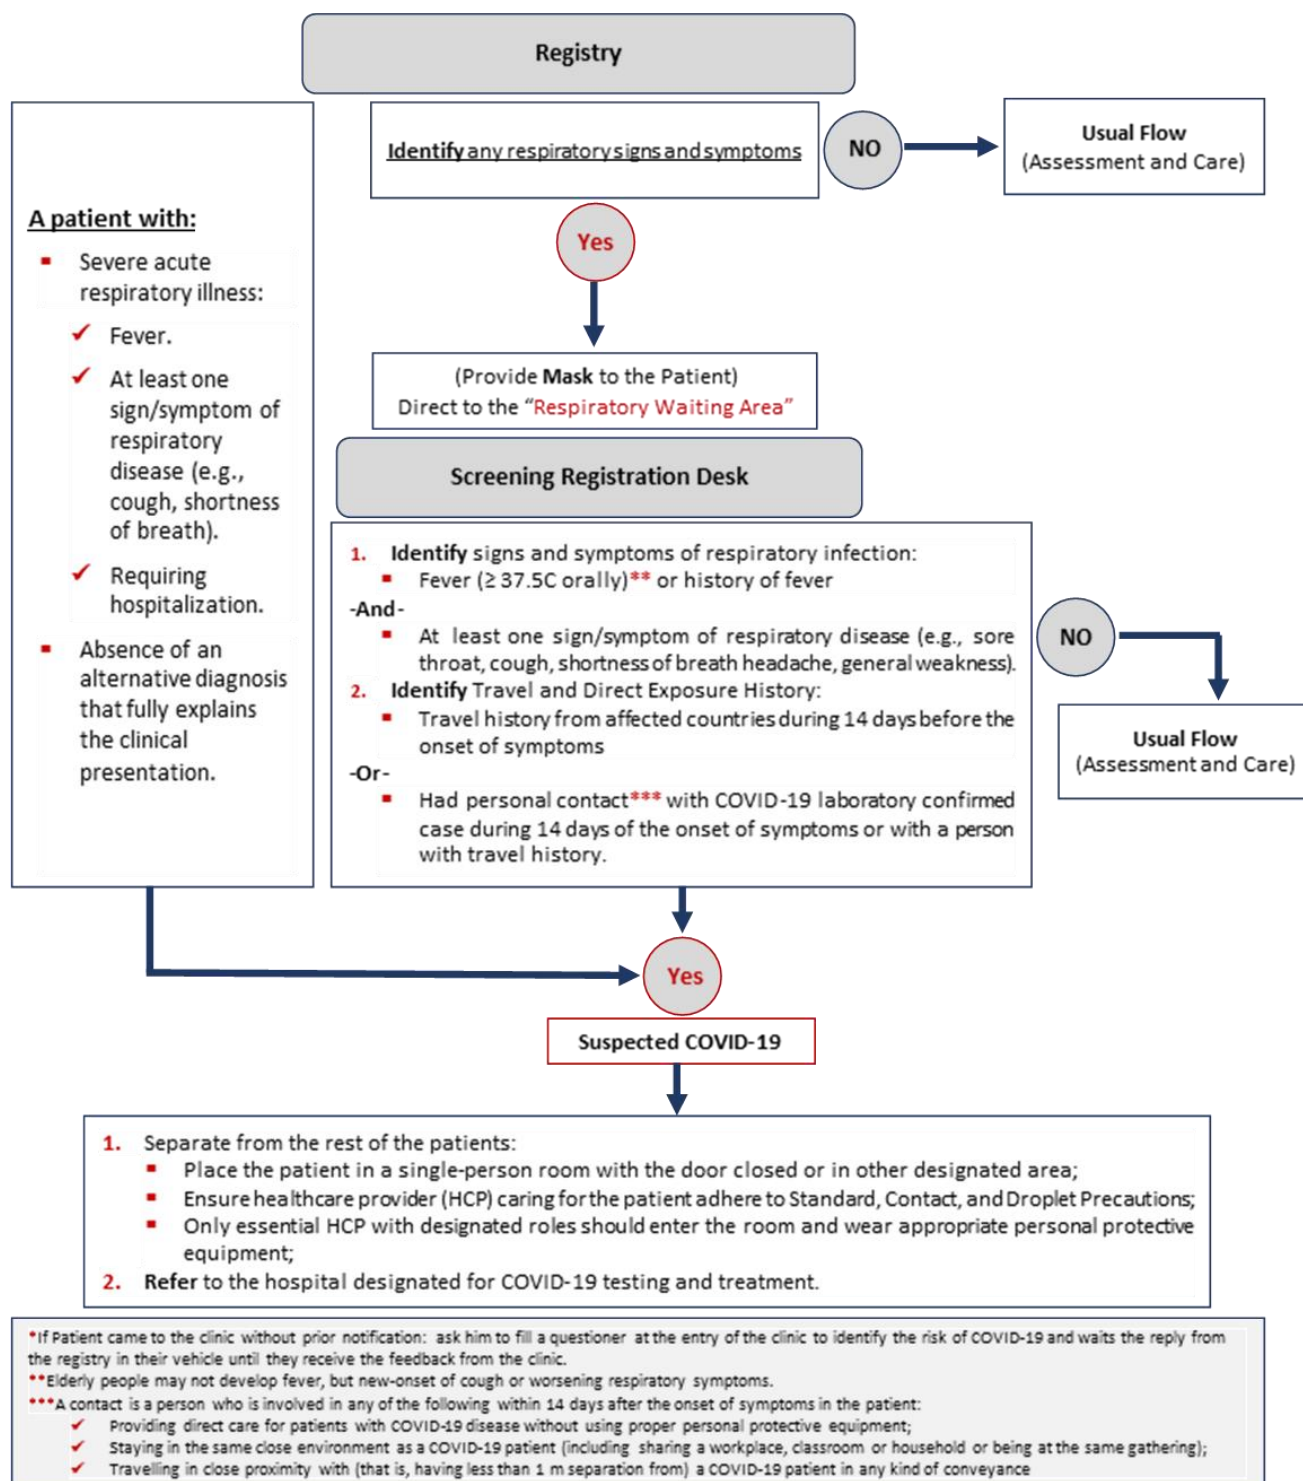 Registry
Identify any respiratory signs and symptoms
NO
Usual Flow
(Assessment and Care)
Yes
A patient with:
Severe acute
respiratory illness:
Fever.
At least one
sign/symptom of
respiratory
disease (e.g.,
cough, shortness
of breath).
Requiring
hospitalization.
Absence of an
alternative diagnosis
that fully explains
the clinical
presentation.
(Provide Mask to the Patient)
Direct to the “Respiratory Waiting Area”
Screening Registration Desk
1. Identify signs and symptoms of respiratory infection:
Fever (≥ 37.5C orally)** or history of fever
-And-
At least one sign/symptom of respiratory disease (e.g., sore
throat, cough, shortness of breath headache, general weakness).
2. Identify Travel and Direct Exposure History:
Travel history from affected countries during 14 days before the
onset of symptoms
-Or-
Had personal contact*** with COVID-19 laboratory confirmed
case during 14 days of the onset of symptoms or with a person
with travel history.
NO
Usual Flow
(Assessment and Care)
Yes
Suspected COVID-19
1. Separate from the rest of the patients:
Place the patient in a single-person room with the door closed or in other designated area;
Ensure healthcare provider (HCP) caring for the patient adhere to Standard, Contact, and Droplet Precautions;
Only essential HCP with designated roles should enter the room and wear appropriate personal protective
equipment;
2. Refer to the hospital designated for COVID-19 testing and treatment.
*If Patient came to the clinic without prior notification: ask him to fill a questioner at the entry of the clinic to identify the risk of COVID-19 and waits the reply from
the registry in their vehicle until they receive the feedback from the clinic.
**Elderly people may not develop fever, but new-onset of cough or worsening respiratory symptoms.
***A contact is a person who is involved in any of the following within 14 days after the onset of symptoms in the patient:
Providing direct care for patients with COVID-19 disease without using proper personal protective equipment;
Staying in the same close environment as a COVID-19 patient (including sharing a workplace, classroom or household or being at the same gathering);
Travelling in close proximity with (that is, having less than 1 m separation from) a COVID-19 patient in any kind of conveyance